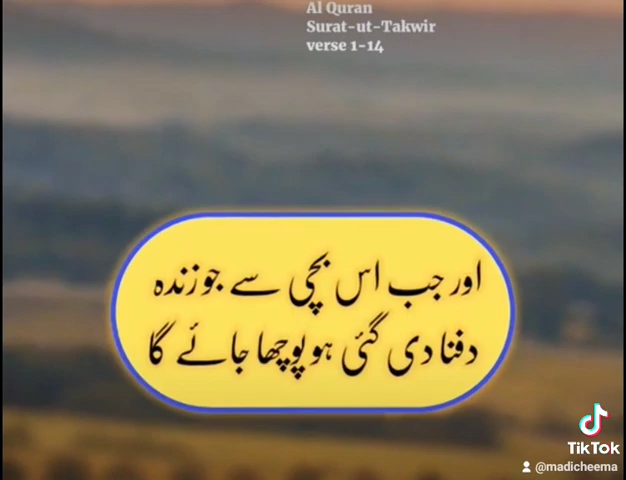 Al Quran
Surat-ut-Takwir
verse 1-14
اور جب اس بچی سے جو زندہ
دفنا دی گئی ہو پوچھا جائے گا
TikTok
@madicheema